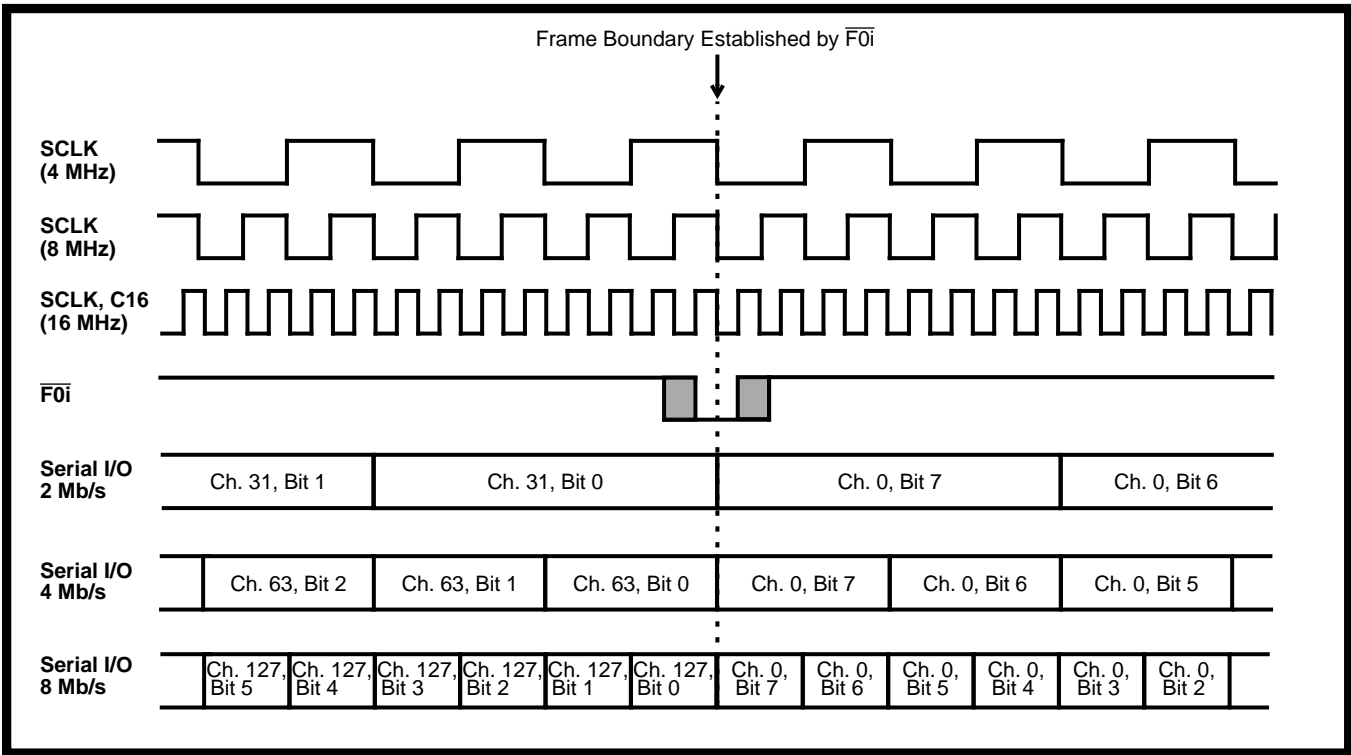 Frame Boundary Established by F̅0̅i̅
SCLK
(4 MHz)
SCLK
(8 MHz)
SCLK, C16
(16 MHz)
F̅0̅i̅
Serial I/O
2 Mb/s
Ch. 31, Bit 1
Ch. 31, Bit 0
Ch. 0, Bit 7
Ch. 0, Bit 6
Serial I/O
4 Mb/s
Ch. 63, Bit 2
Ch. 63, Bit 1
Ch. 63, Bit 0
Ch. 0, Bit 7
Ch. 0, Bit 6
Ch. 0, Bit 5
Serial I/O
8 Mb/s
Ch. 127,
Bit 5
Ch. 127,
Bit 4
Ch. 127,
Bit 3
Ch. 127,
Bit 2
Ch. 127,
Bit 1
Ch. 127,
Bit 0
Ch. 0,
Bit 7
Ch. 0,
Bit 6
Ch. 0,
Bit 5
Ch. 0,
Bit 4
Ch. 0,
Bit 3
Ch. 0,
Bit 2